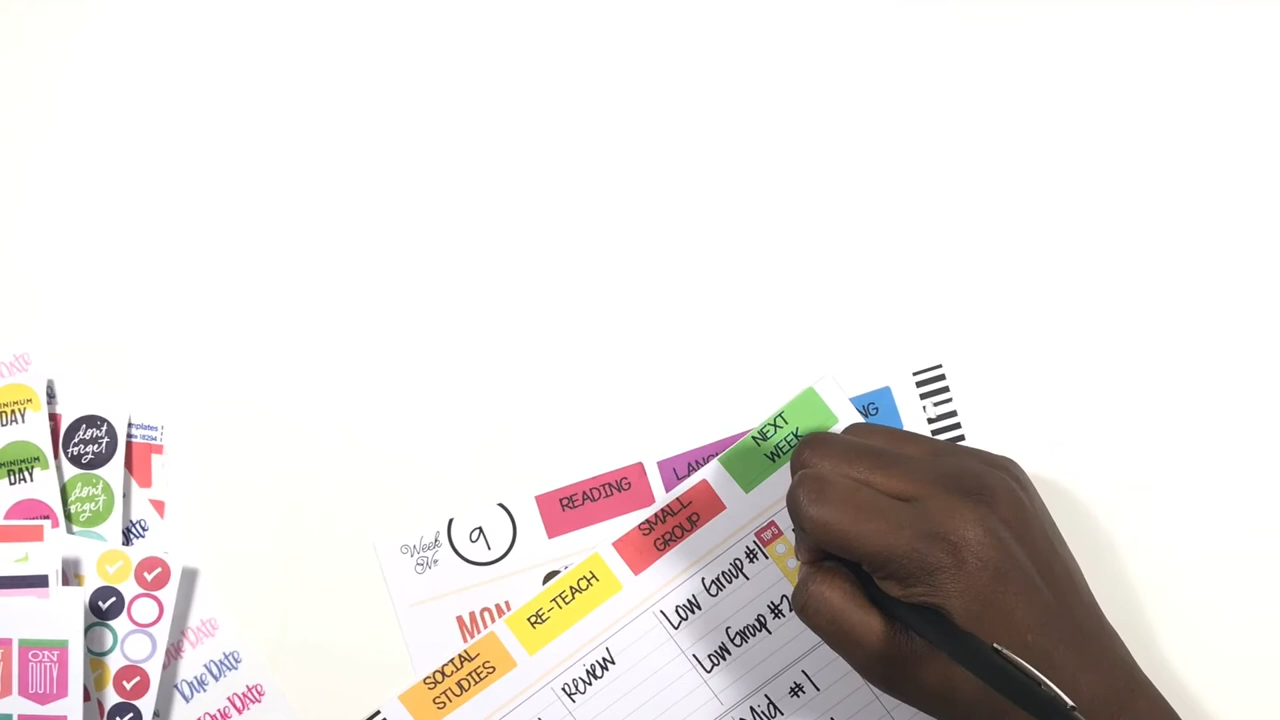 MINIMUM
DAY
MINIMUM
DAY
don't
forget
don't
forget
ON
DUTY
Due Date
Due Date
Due Date
Week
No
9
READING
MON
SOCIAL
STUDIES
RE-TEACH
SMALL
GROUP
NEXT
WEEK
review
Low Group #1
Low Group #2
Mid #1
TOP 5